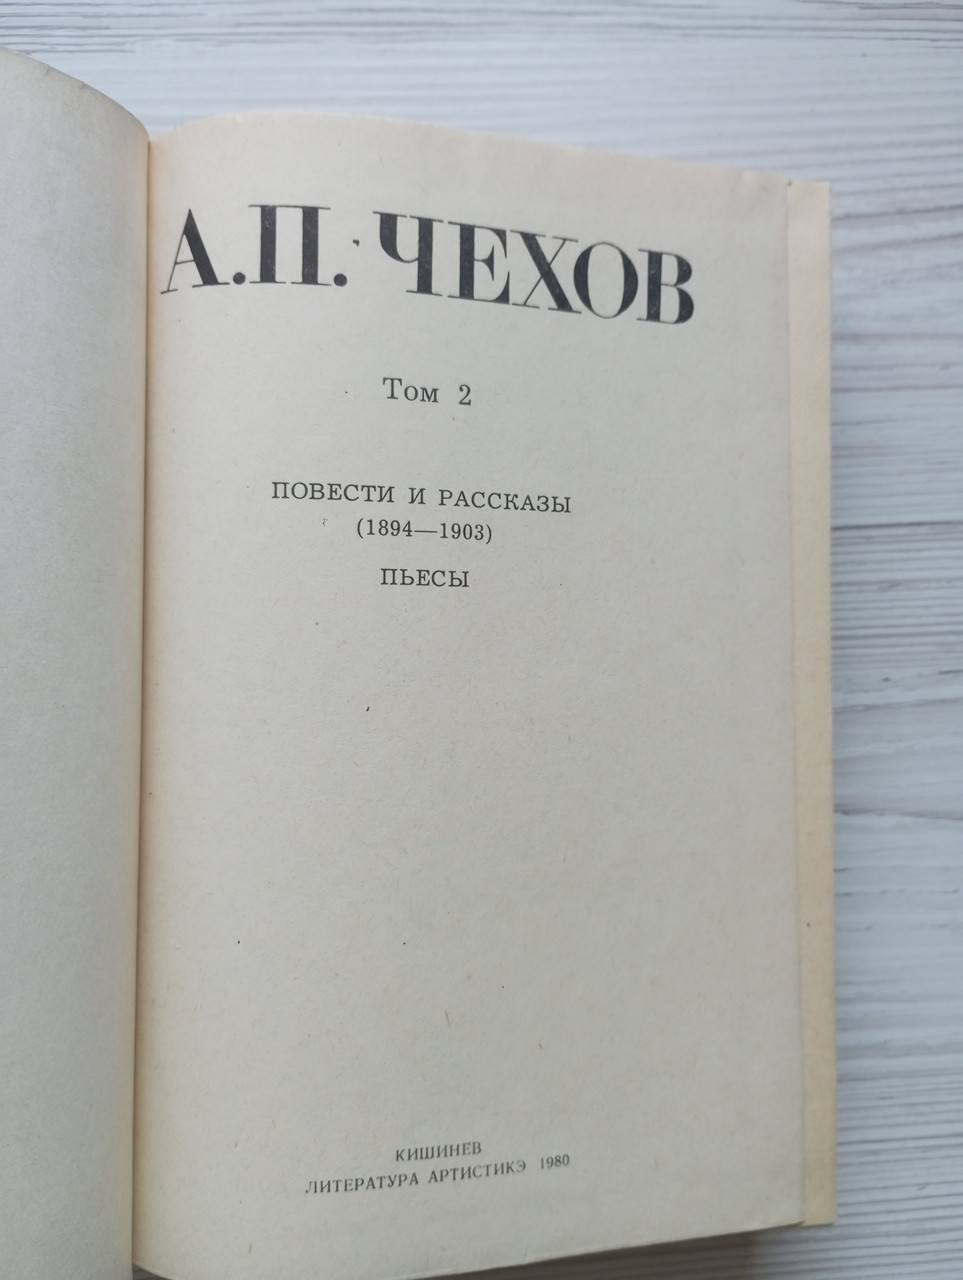 А.П. ЧЕХОВ
Том 2
ПОВЕСТИ И РАССКАЗЫ
(1894—1903)
ПЬЕСЫ
КИШИНЕВ
ЛИТЕРАТУРА АРТИСТИКЭ 1980